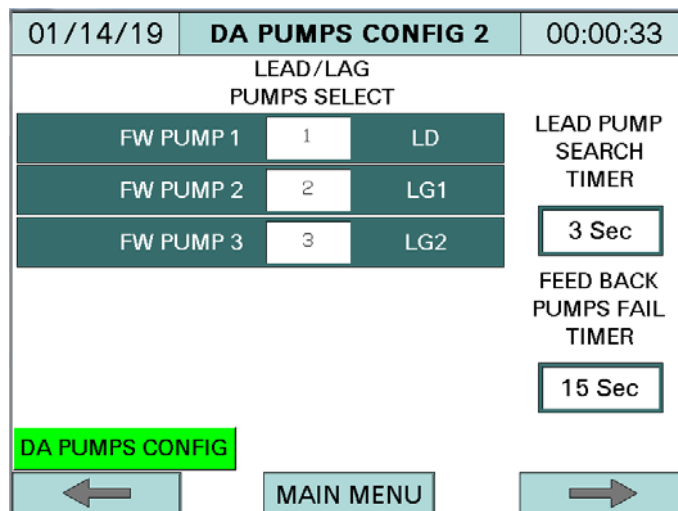 01/14/19 DA PUMPS CONFIG 2 00:00:33
LEAD/LAG
PUMPS SELECT
FW PUMP 1 1 LD
FW PUMP 2 2 LG1
FW PUMP 3 3 LG2
LEAD PUMP
SEARCH
TIMER
3 Sec
FEED BACK
PUMPS FAIL
TIMER
15 Sec
DA PUMPS CONFIG
MAIN MENU